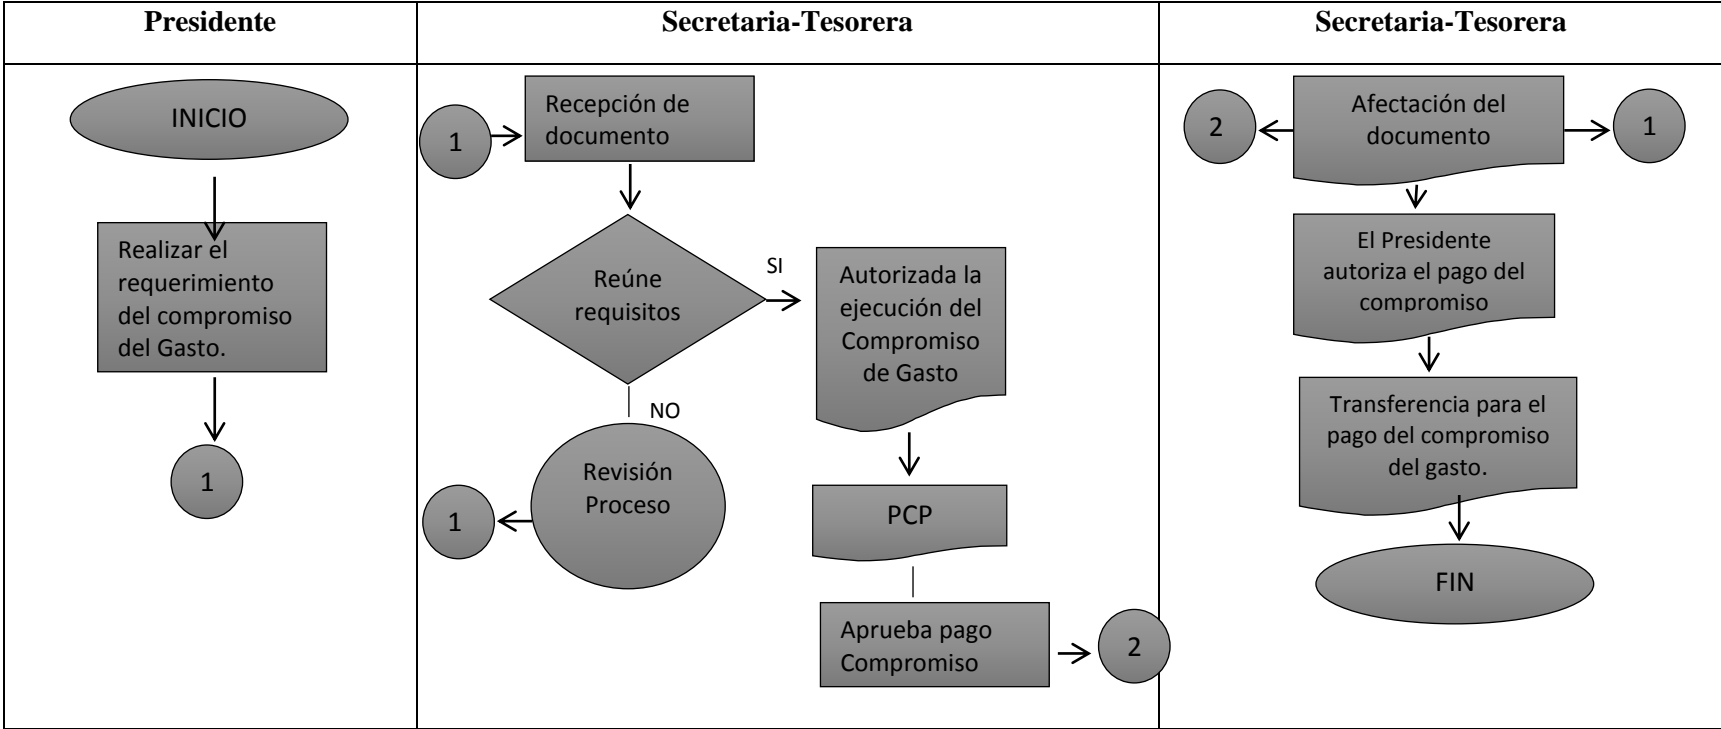 Presidente
Secretaria-Tesorera
Secretaria-Tesorera
INICIO
Realizar el
requerimiento
del compromiso
del Gasto.
1
1
Recepción de
documento
Reúne
requisitos
SI
NO
Revisión
Proceso
1
Autorizada la
ejecución del
Compromiso
de Gasto
PCP
Aprueba pago
Compromiso
2
2
Afectación del
documento
1
El Presidente
autoriza el pago del
compromiso
Transferencia para el
pago del compromiso
del gasto.
FIN